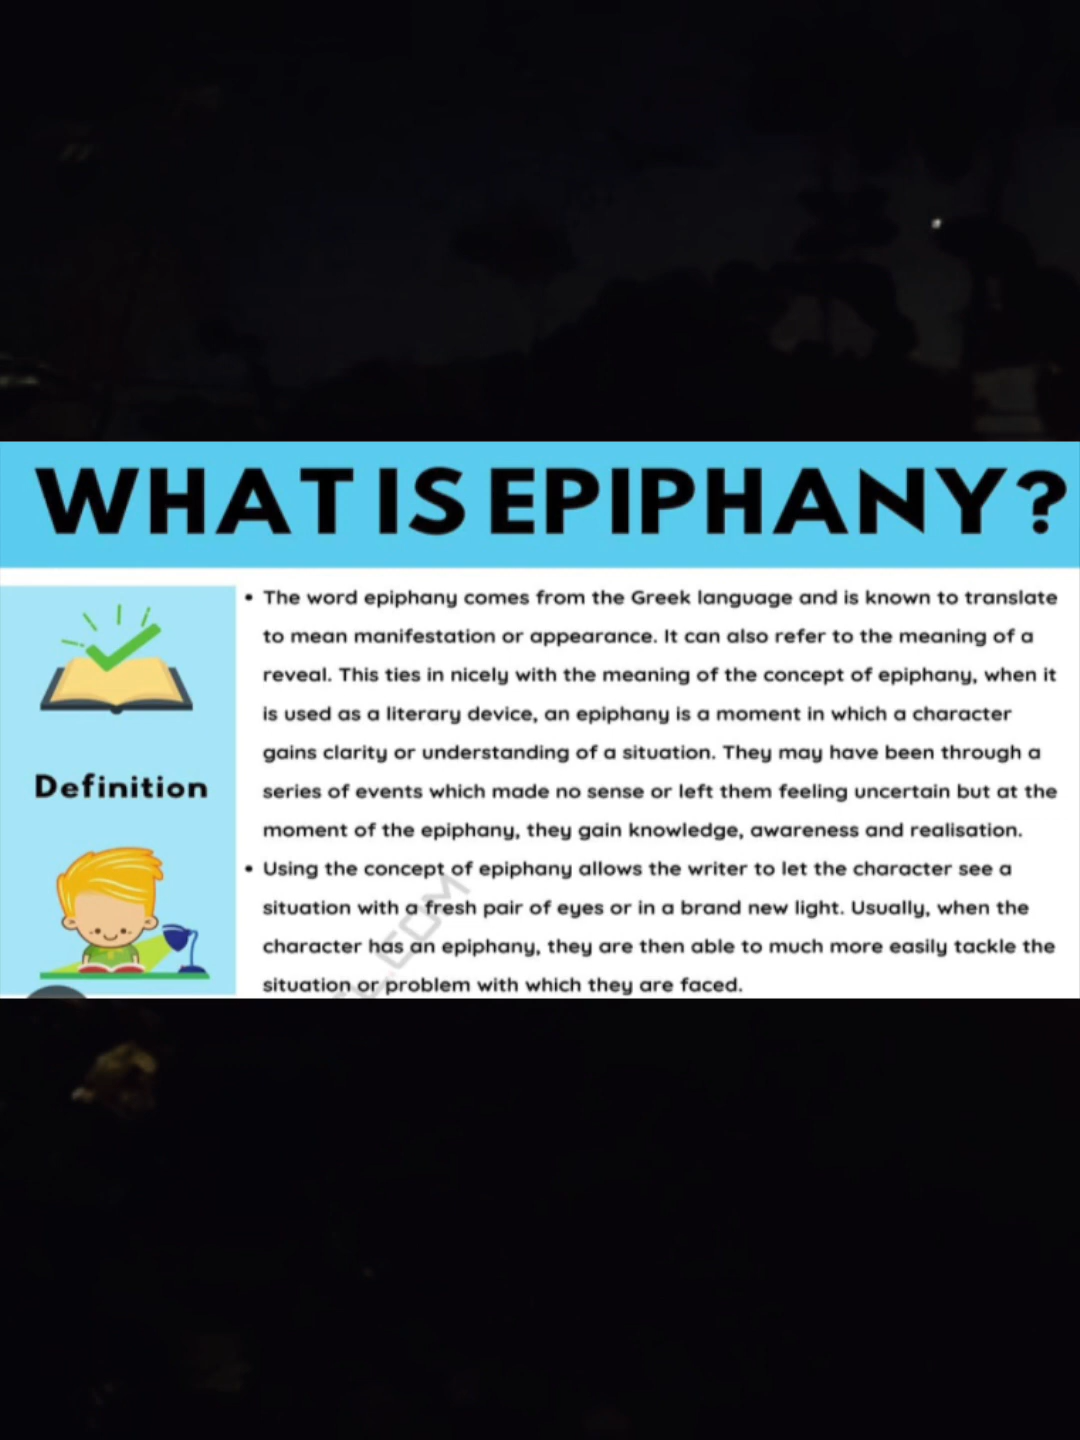 WHAT IS EPIPHANY?
• The word epiphany comes from the Greek language and is known to translate
to mean manifestation or appearance. It can also refer to the meaning of a
reveal. This ties in nicely with the meaning of the concept of epiphany, when it
is used as a literary device, an epiphany is a moment in which a character
gains clarity or understanding of a situation. They may have been through a
series of events which made no sense or left them feeling uncertain but at the
moment of the epiphany, they gain knowledge, awareness and realisation.
• Using the concept of epiphany allows the writer to let the character see a
situation with a fresh pair of eyes or in a brand new light. Usually, when the
character has an epiphany, they are then able to much more easily tackle the
situation or problem with which they are faced.
Definition